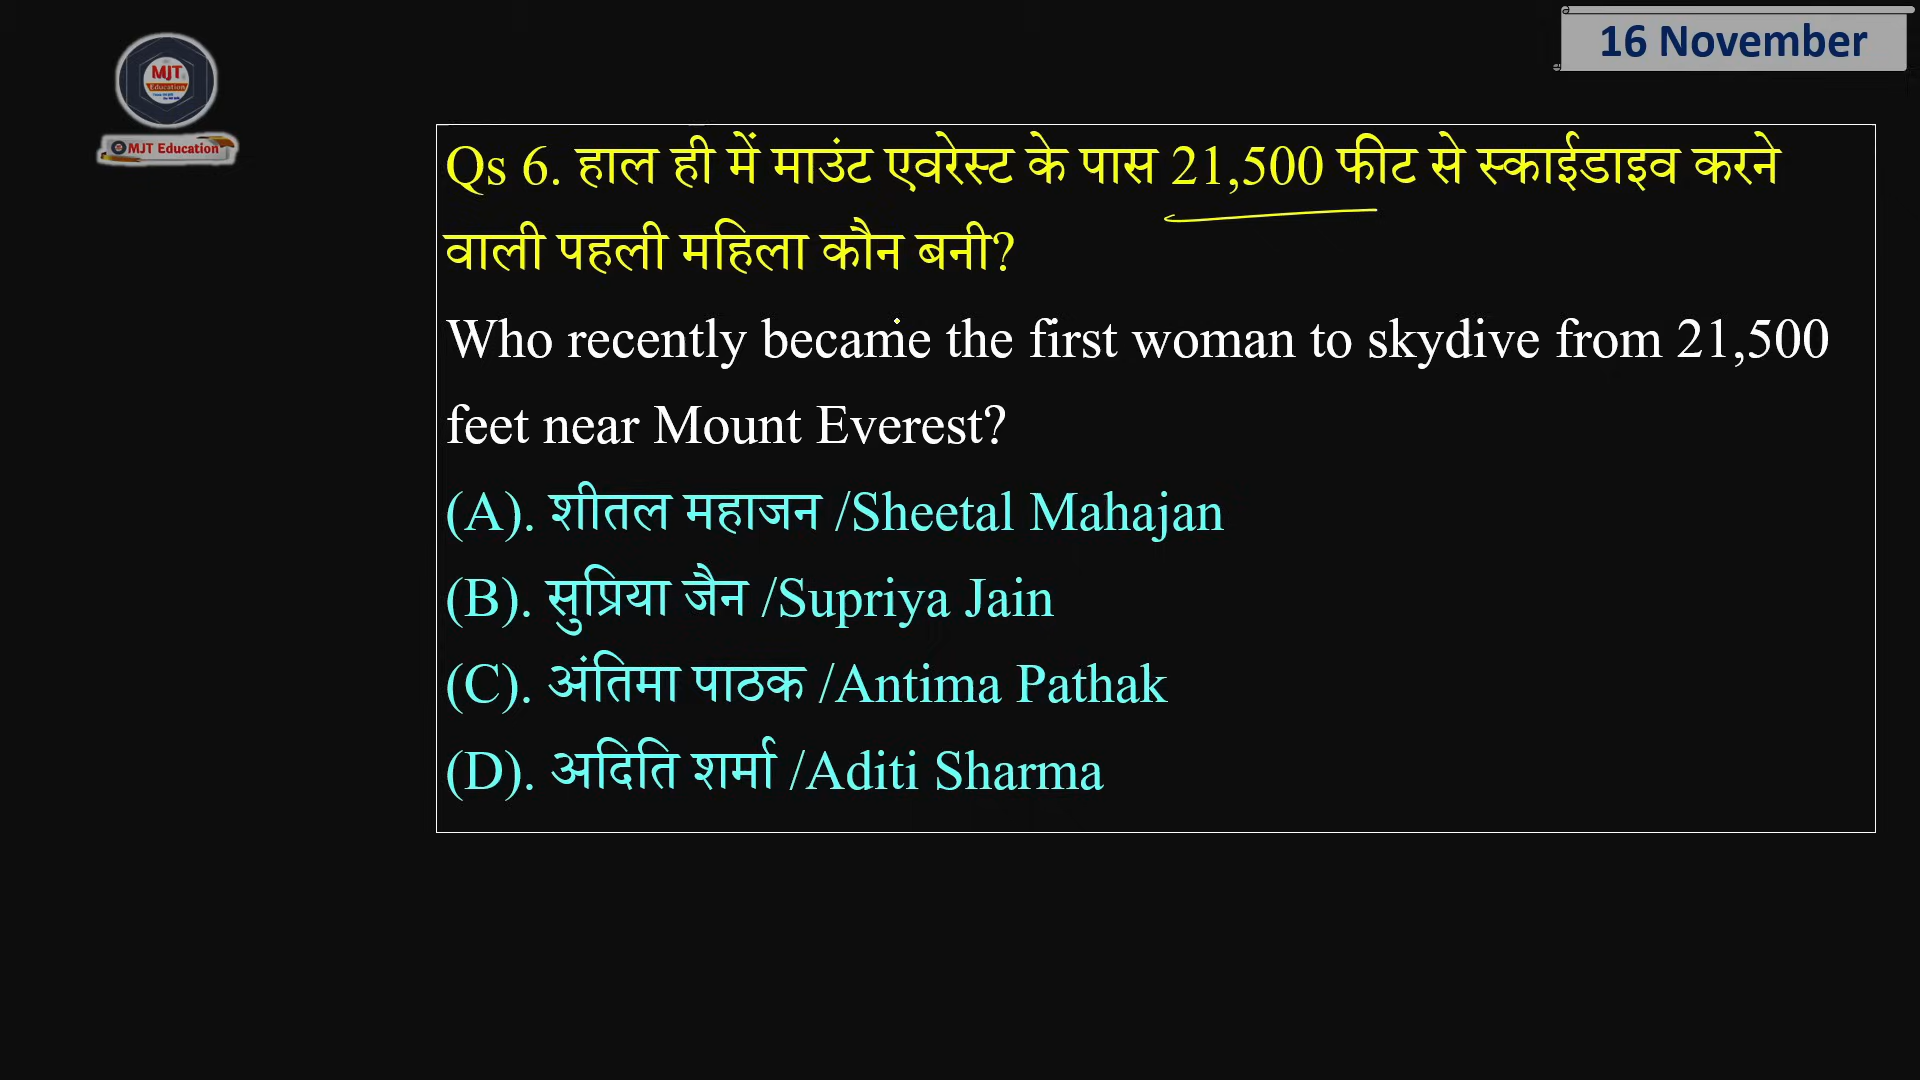 MJT
Education
MJT Education
16 November
Qs 6. हाल ही में माउंट एवरेस्ट के पास 21,500 फीट से स्काईडाइव करने
वाली पहली महिला कौन बनी?
Who recently became the first woman to skydive from 21,500
feet near Mount Everest?
(A). शीतल महाजन /Sheetal Mahajan
(B). सुप्रिया जैन /Supriya Jain
(C). अंतिमा पाठक /Antima Pathak
(D). अदिति शर्मा /Aditi Sharma